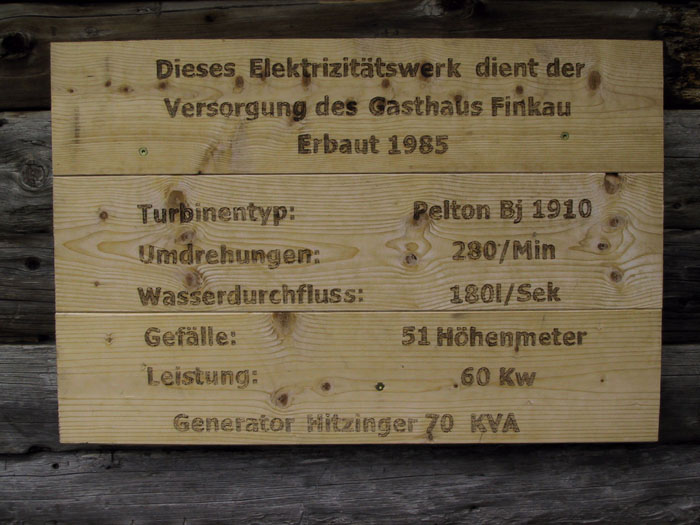 Dieses Elektrizitätswerk dient der
Versorgung des Gasthaus Finkau
Erbaut 1985
Turbinentyp: Pelton Bj 1910
Umdrehungen: 280/Min
Wasserdurchfluss: 180l/Sek
Gefälle: 51 Höhenmeter
Leistung: 60 Kw
Generator Hitzinger 70 KVA